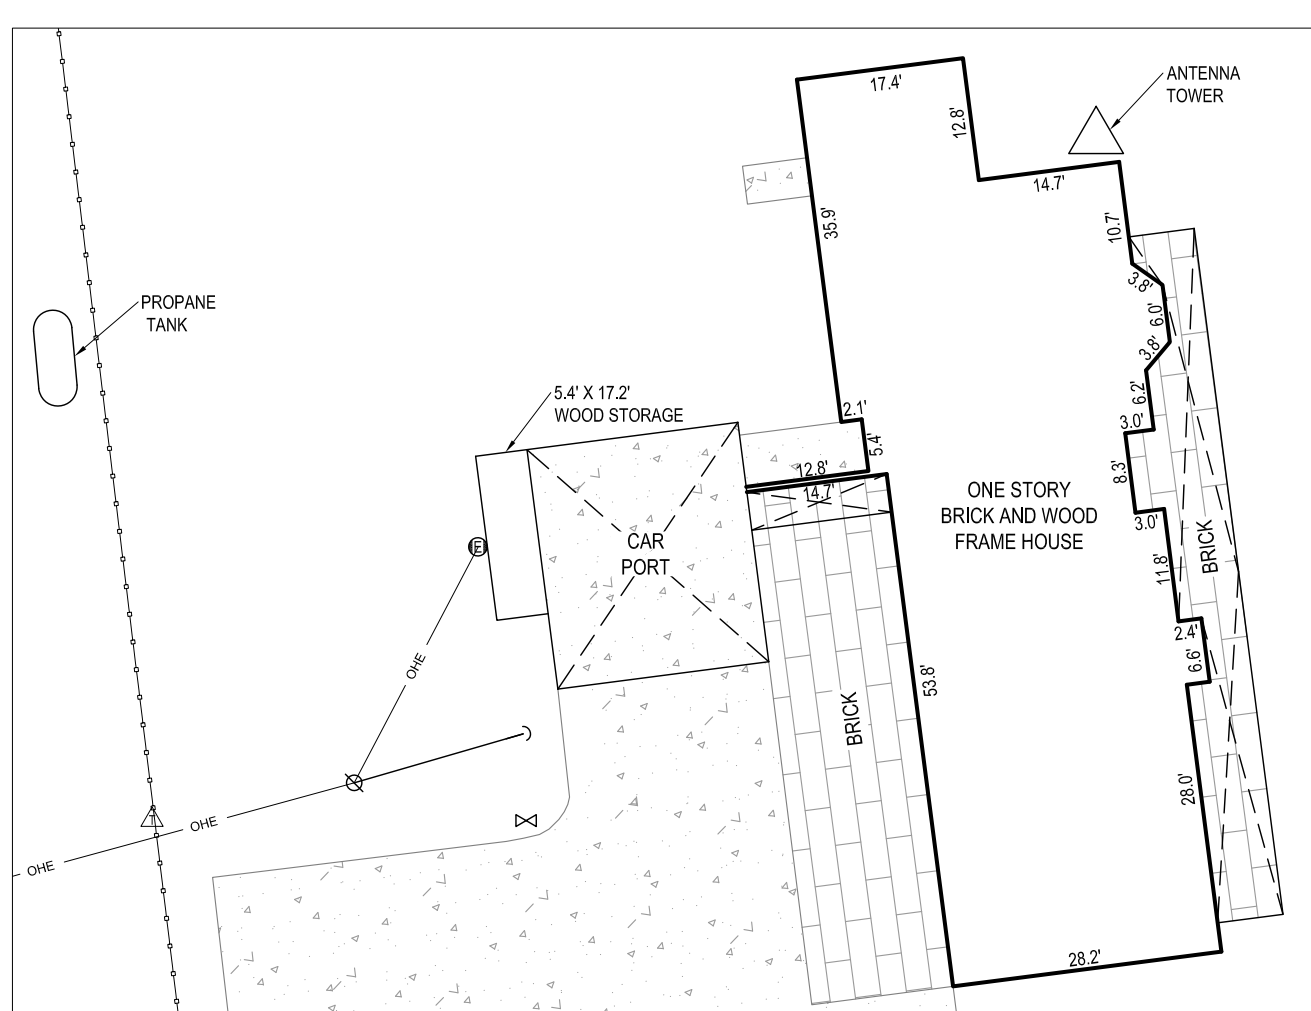 17.4'
ANTENNA
TOWER
12.8'
14.7'
10.7'
35.9'
3.8'
6.0'
PROPANE
TANK
3.8'
6.2'
5.4' X 17.2'
WOOD STORAGE
2.1'
3.0'
5.4'
12.8'
8.3'
14.7'
ONE STORY
BRICK AND WOOD
FRAME HOUSE
3.0'
CAR
PORT
E
BRICK
11.8'
2.4'
6.6'
OHE
53.8'
BRICK
28.0'
T
OHE
OHE
28.2'